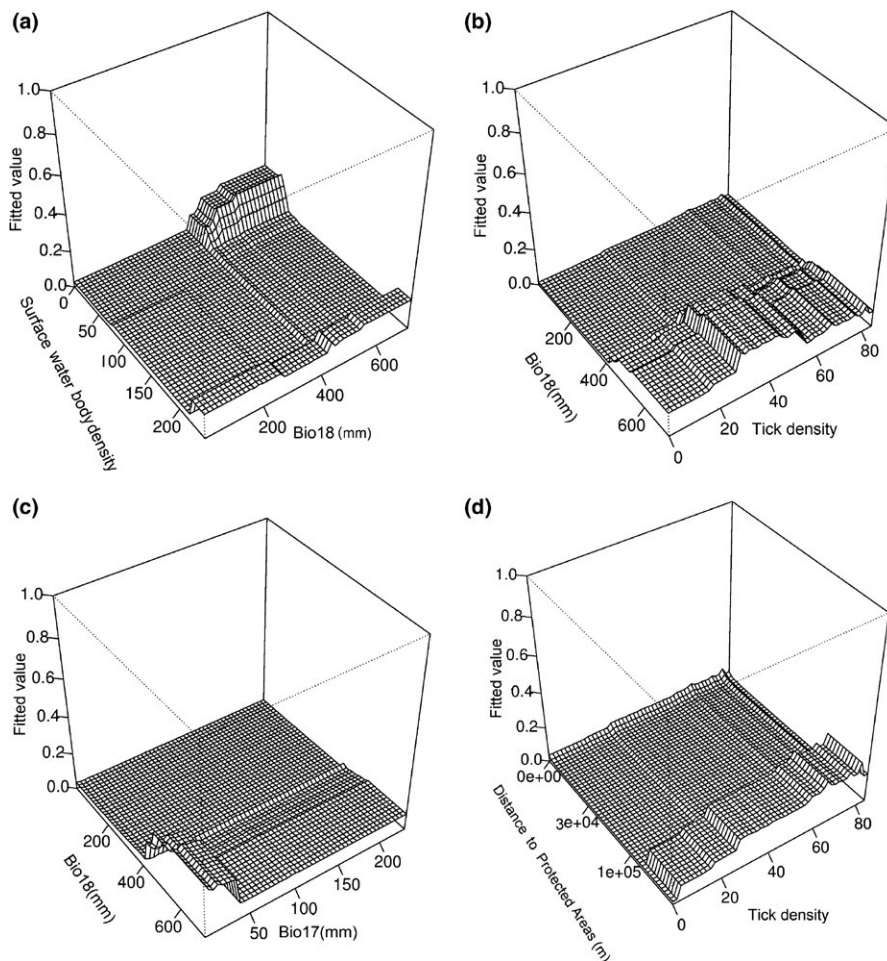 (a)
1.0
0.8
0.6
0.4
0.2
0.0
Fitted value
0
50
100
150
200
Surface water bodydensity
200
400
600
Bio18 (mm)
(b)
1.0
0.8
0.6
0.4
0.2
0.0
Fitted value
200
400
600
Bio18(mm)
0
20
40
60
80
Tick density
(c)
1.0
0.8
0.6
0.4
0.2
0.0
Fitted value
200
400
600
Bio18(mm)
50
100
150
200
Bio17(mm)
(d)
1.0
0.8
0.6
0.4
0.2
0.0
Fitted value
0e+00
3e+04
1e+05
Distance to Protected Areas (m)
0
20
40
60
80
Tick density